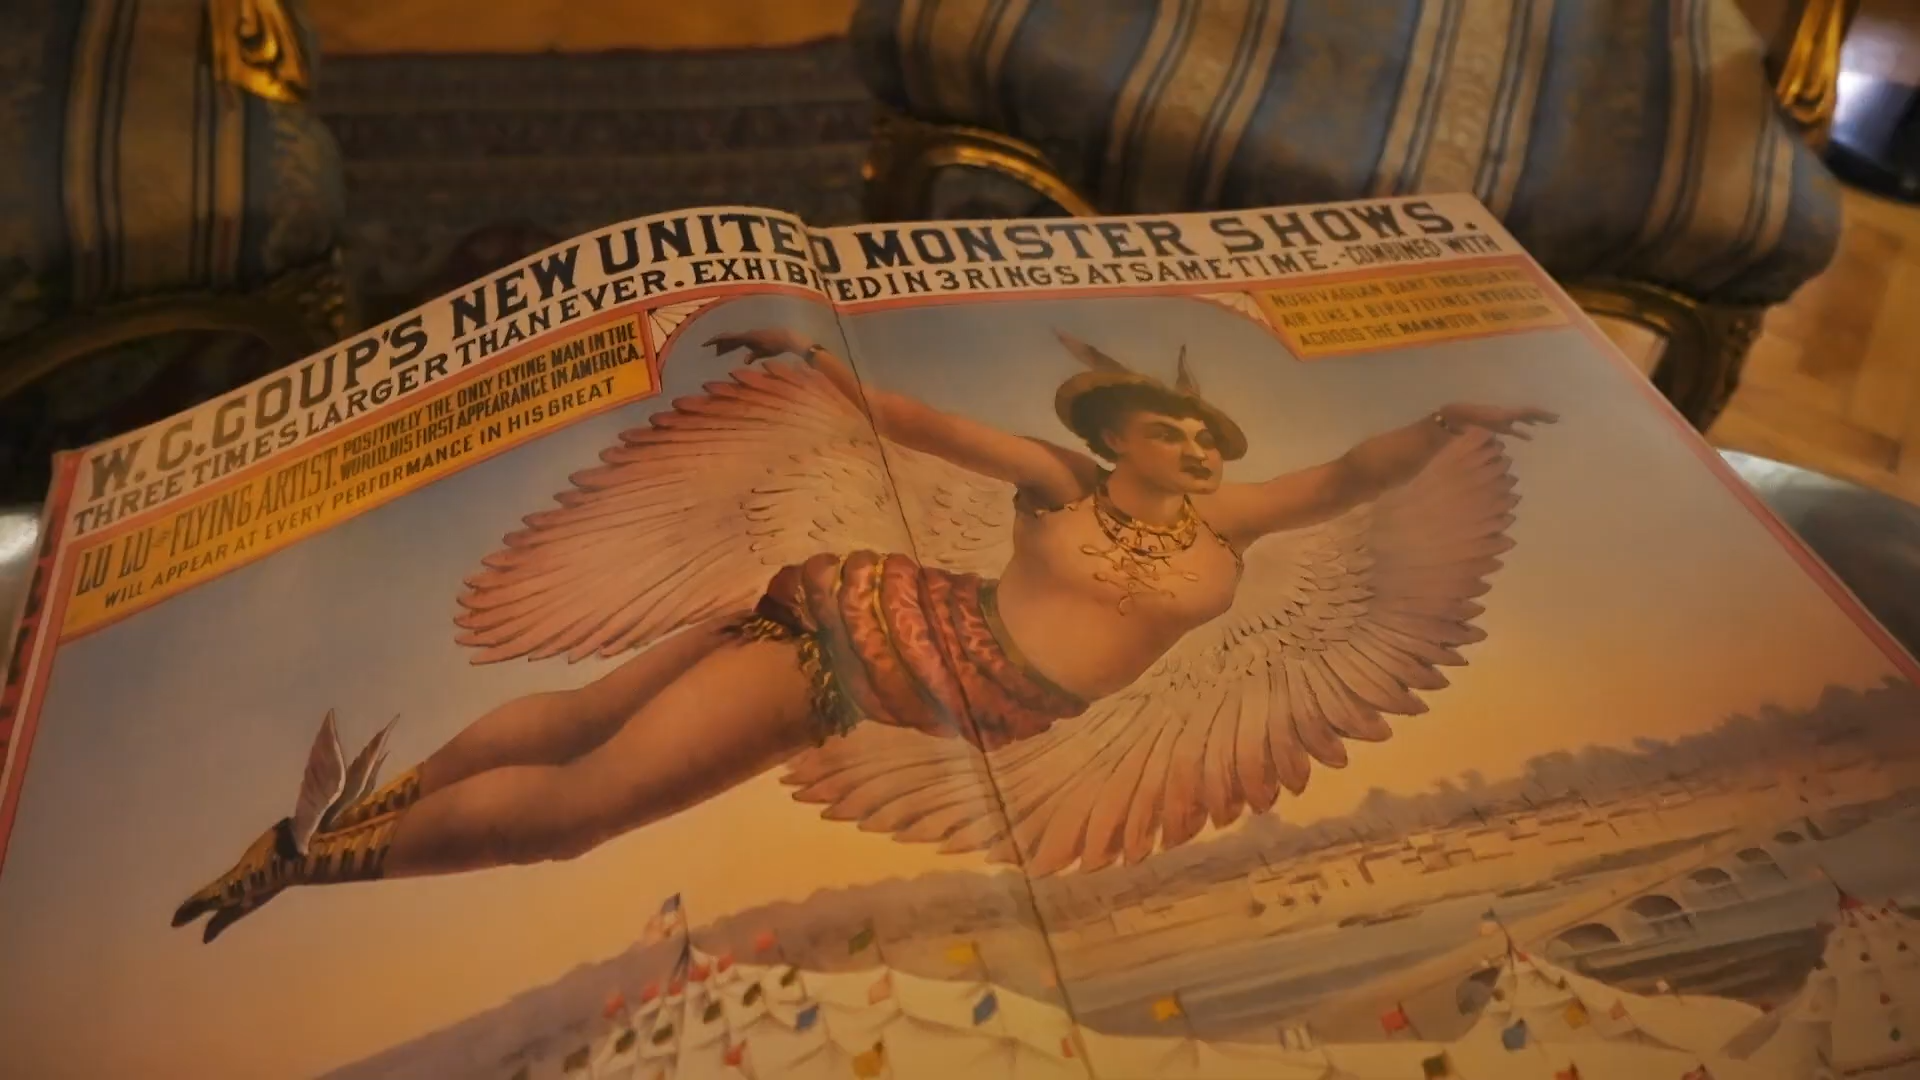 W.C.COUP'S NEW UNITED MONSTER SHOWS.
THREE TIMES LARGER THAN EVER. EXHIBITED IN 3 RINGS AT SAME TIME.-COMBINED WITH
LU LU=FLYING ARTIST. POSITIVELY THE ONLY FLYING MAN IN THE
WORLD. HIS FIRST APPEARANCE IN AMERICA.
WILL APPEAR AT EVERY PERFORMANCE IN HIS GREAT
DART THROUGH THE
AIR LIKE A BIRD FLYING ENTIRELY
ACROSS THE MAMMOTH